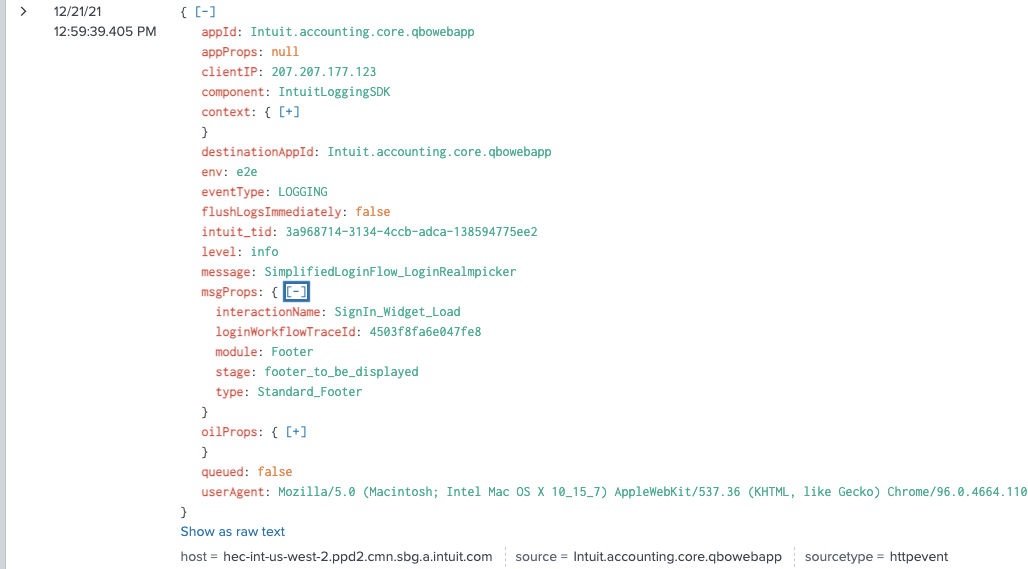 12/21/21 { [-]
12:59:39.405 PM appId: Intuit.accounting.core.qbowebapp
appProps: null
clientIP: 207.207.177.123
component: IntuitLoggingSDK
context: { [+]
}
destinationAppId: Intuit.accounting.core.qbowebapp
env: e2e
eventType: LOGGING
flushLogsImmediately: false
intuit_tid: 3a968714-3134-4ccb-adca-138594775ee2
level: info
message: SimplifiedLoginFlow_LoginRealmpicker
msgProps: { [-]
interactionName: SignIn_Widget_Load
loginWorkflowTraceId: 4503f8fa6e047fe8
module: Footer
stage: footer_to_be_displayed
type: Standard_Footer
}
oilProps: { [+]
}
queued: false
userAgent: Mozilla/5.0 (Macintosh; Intel Mac OS X 10_15_7) AppleWebKit/537.36 (KHTML, like Gecko) Chrome/96.0.4664.110
}
Show as raw text
host = hec-int-us-west-2.ppd2.cmn.sbg.a.intuit.com source = Intuit.accounting.core.qbowebapp sourcetype = httpevent